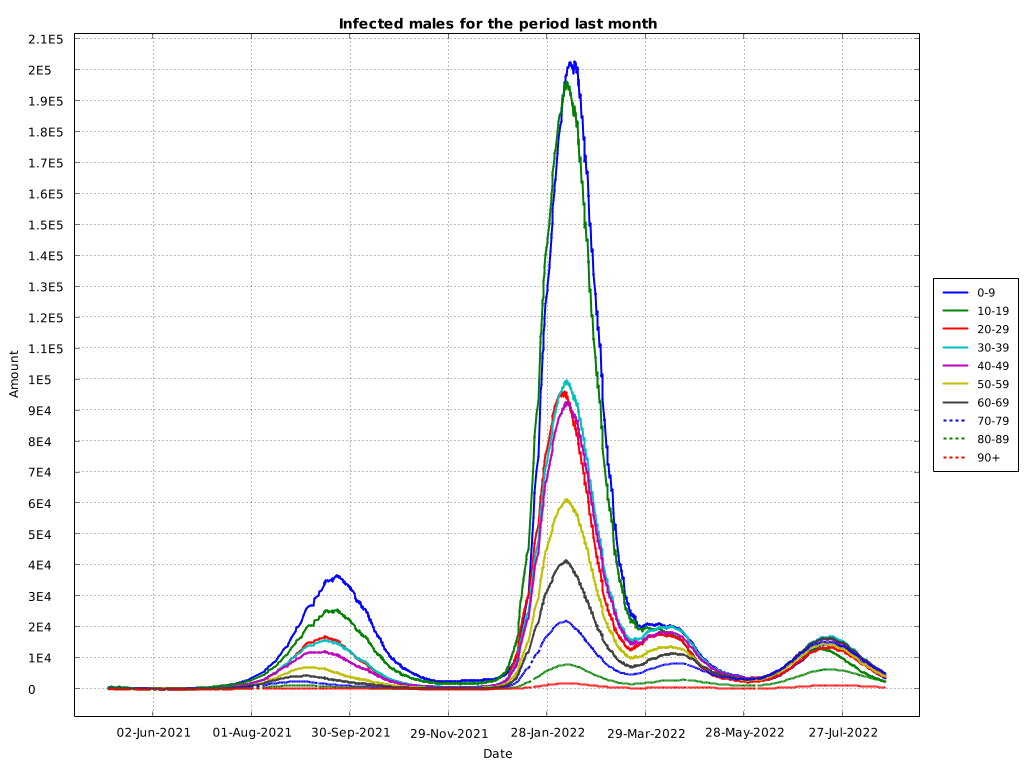 Infected males for the period last month
2.1E5
2E5
1.9E5
1.8E5
1.7E5
1.6E5
1.5E5
1.4E5
1.3E5
1.2E5
1.1E5
1E5
9E4
8E4
7E4
6E4
5E4
4E4
3E4
2E4
1E4
0
Amount
02-Jun-2021 01-Aug-2021 30-Sep-2021 29-Nov-2021 28-Jan-2022 29-Mar-2022 28-May-2022 27-Jul-2022
Date
0-9
10-19
20-29
30-39
40-49
50-59
60-69
70-79
80-89
90+